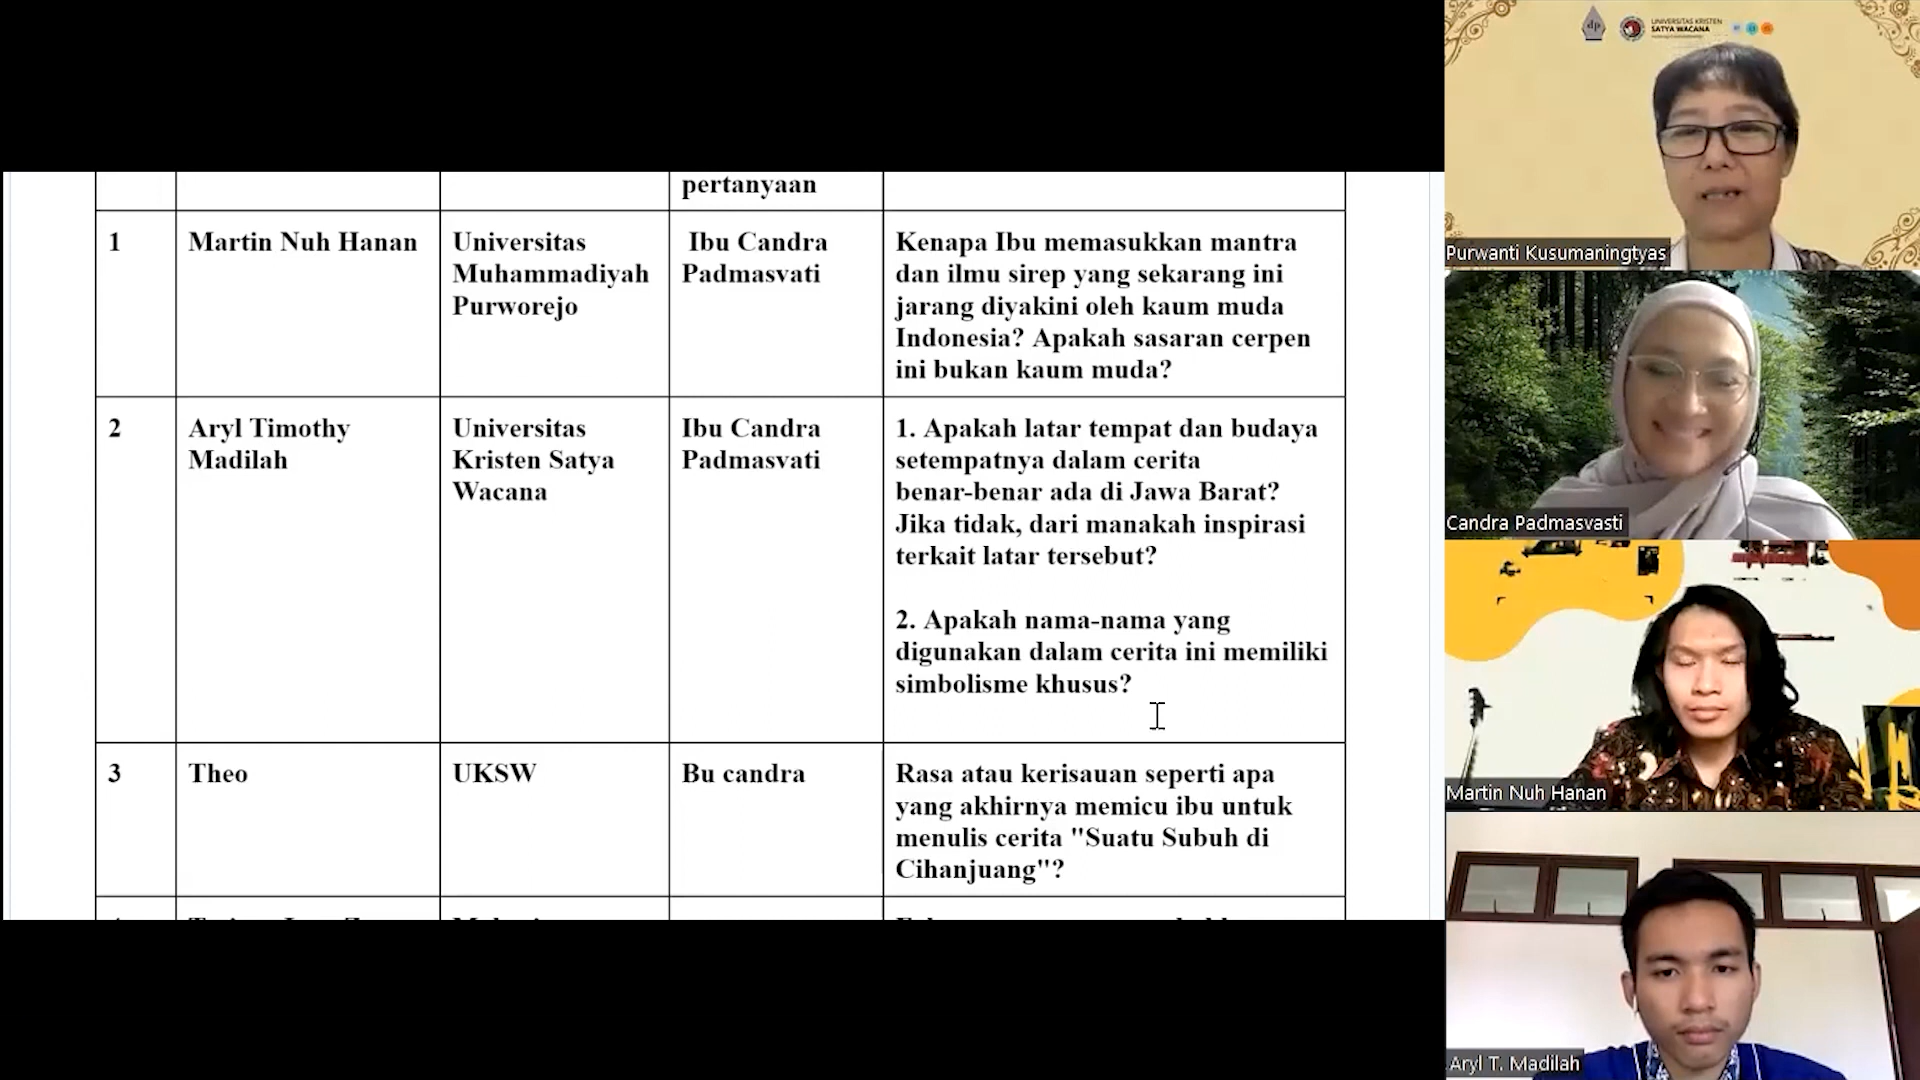 pertanyaan
1
Martin Nuh Hanan
Universitas
Muhammadiyah
Purworejo
Ibu Candra
Padmasvati
Kenapa Ibu memasukkan mantra
dan ilmu sirep yang sekarang ini
jarang diyakini oleh kaum muda
Indonesia? Apakah sasaran cerpen
ini bukan kaum muda?
2
Aryl Timothy
Madilah
Universitas
Kristen Satya
Wacana
Ibu Candra
Padmasvati
1. Apakah latar tempat dan budaya
setempatnya dalam cerita
benar-benar ada di Jawa Barat?
Jika tidak, dari manakah inspirasi
terkait latar tersebut?
2. Apakah nama-nama yang
digunakan dalam cerita ini memiliki
simbolisme khusus?
3
Theo
UKSW
Bu candra
Rasa atau kerisauan seperti apa
yang akhirnya memicu ibu untuk
menulis cerita "Suatu Subuh di
Cihanjuang"?
dp
UNIVERSITAS KRISTEN
SATYA WACANA
Purwanti Kusumaningtyas
Candra Padmasvasti
Martin Nuh Hanan
Aryl T. Madilah